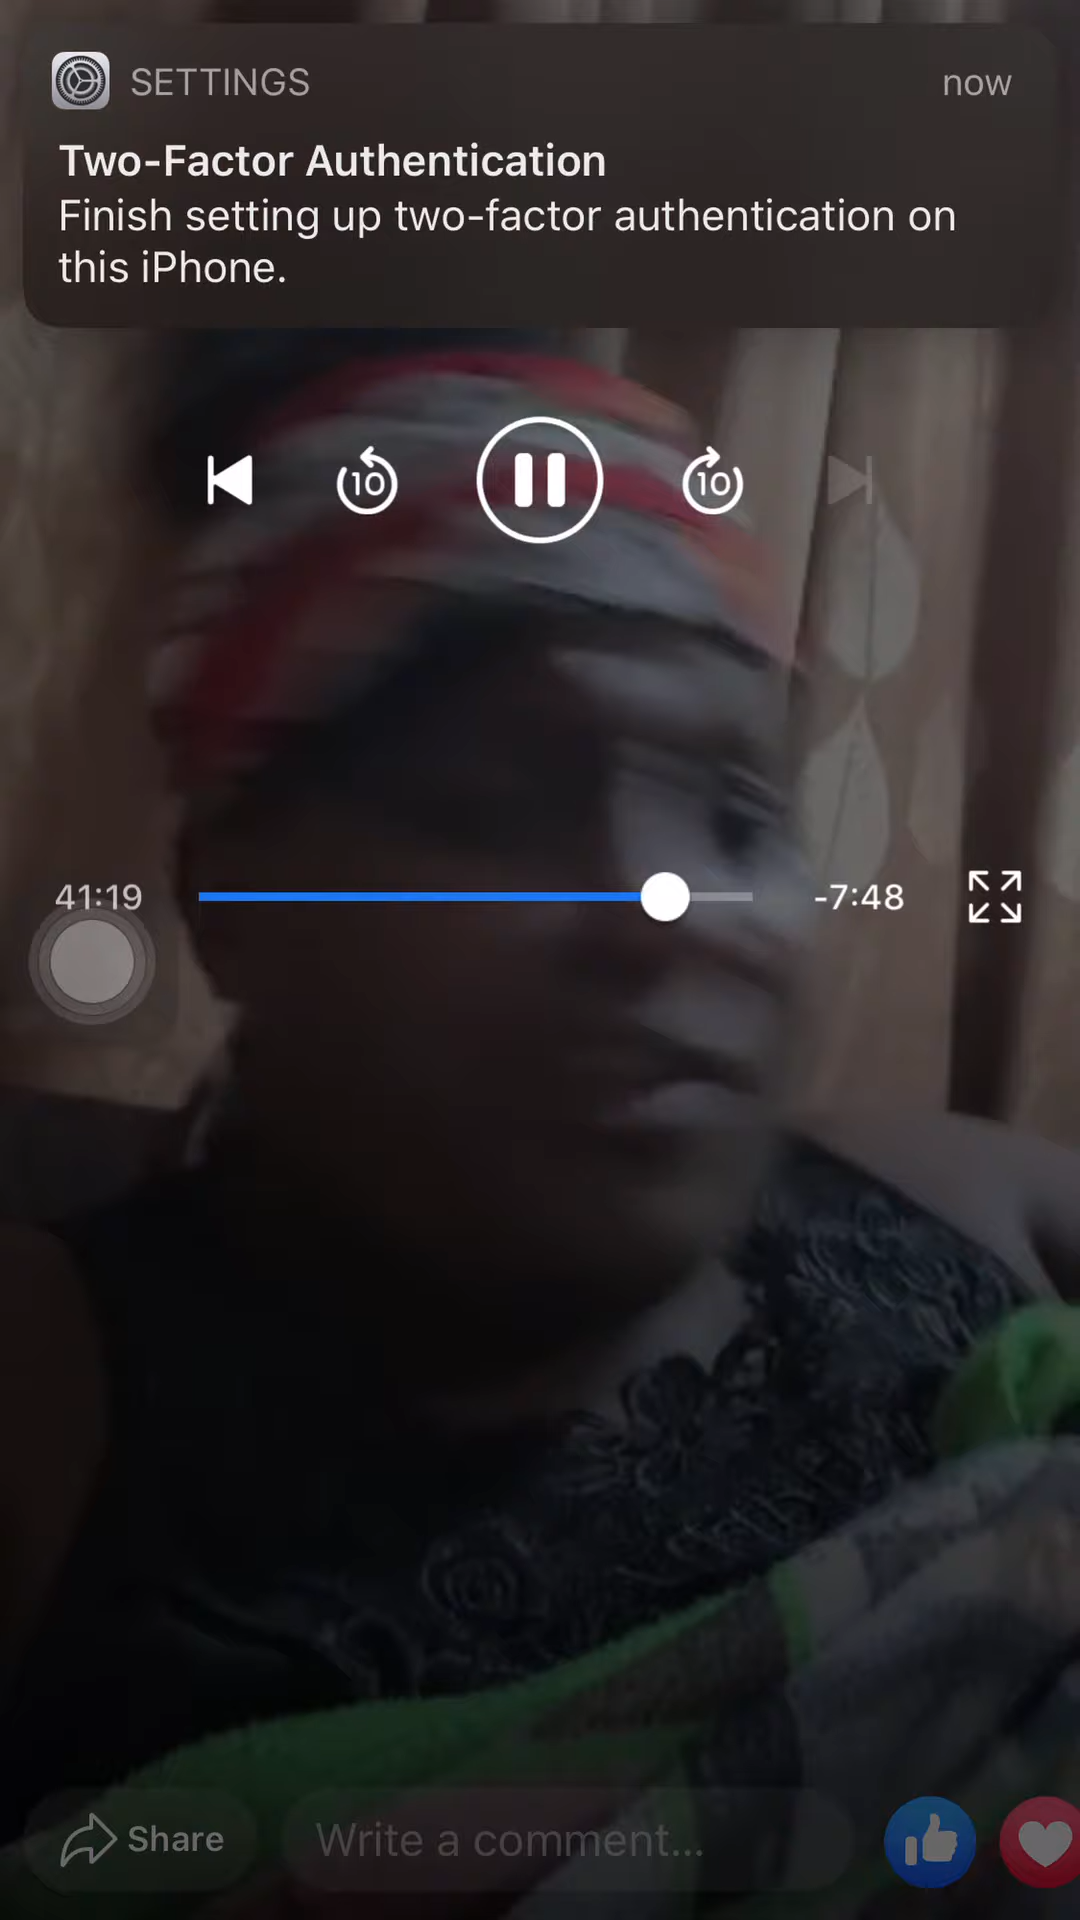 SETTINGS
now
Two-Factor Authentication
Finish setting up two-factor authentication on
this iPhone.
10
10
41:19
-7:48
Share
Write a comment...